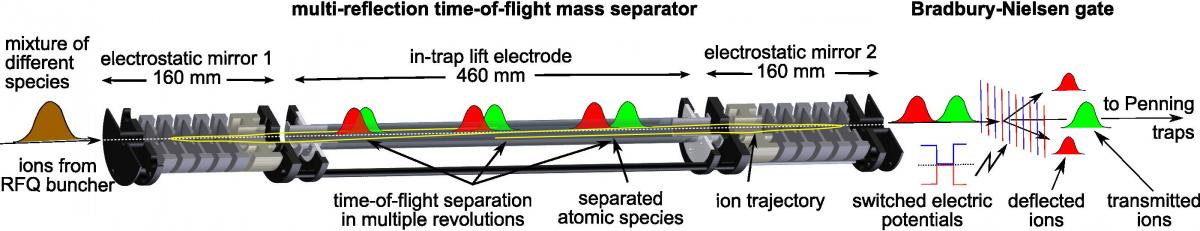 multi-reflection time-of-flight mass separator
Bradbury-Nielsen gate
mixture of
different
species
electrostatic mirror 1
160 mm
in-trap lift electrode
460 mm
electrostatic mirror 2
160 mm
to Penning
traps
ions from
RFQ buncher
time-of-flight separation
in multiple revolutions
separated
atomic species
ion trajectory
switched electric
potentials
deflected
ions
transmitted
ions